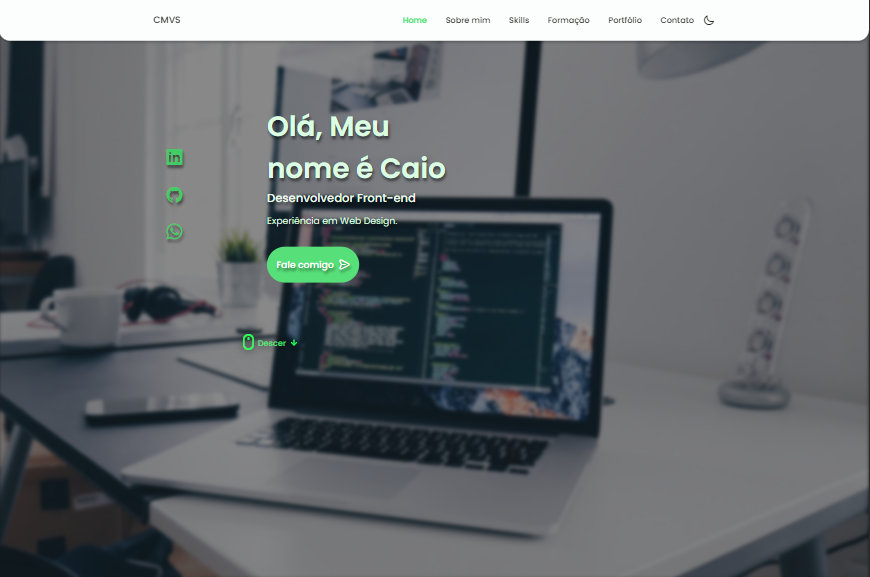 CMVS
Home Sobre mim Skills Formação Portfólio Contato
Olá, Meu
nome é Caio
Desenvolvedor Front-end
Experiência em Web Design.
Fale comigo
Descer
in